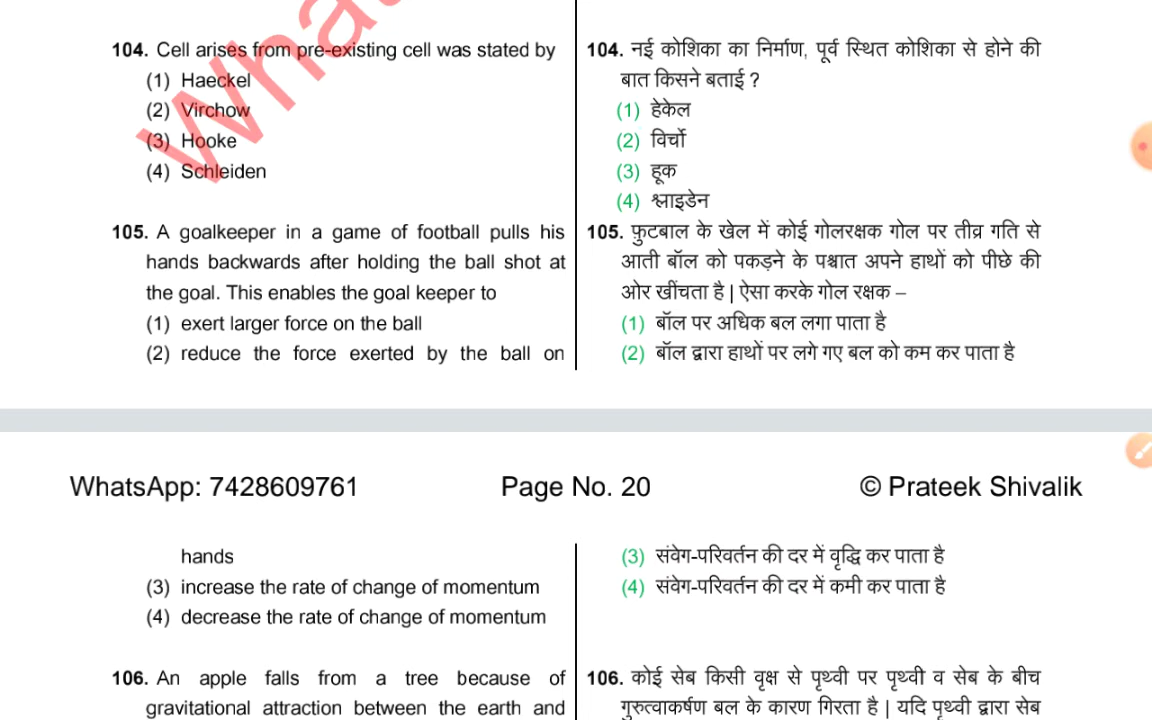 104. Cell arises from pre-existing cell was stated by
(1) Haeckel
(2) Virchow
(3) Hooke
(4) Schleiden
105. A goalkeeper in a game of football pulls his
hands backwards after holding the ball shot at
the goal. This enables the goal keeper to
(1) exert larger force on the ball
(2) reduce the force exerted by the ball on
104. नई कोशिका का निर्माण, पूर्व स्थित कोशिका से होने की
बात किसने बताई ?
(1) हेकेल
(2) विर्चो
(3) हूक
(4) श्लाइडेन
105. फ़ुटबाल के खेल में कोई गोलरक्षक गोल पर तीव्र गति से
आती बॉल को पकड़ने के पश्चात अपने हाथों को पीछे की
ओर खींचता है | ऐसा करके गोल रक्षक –
(1) बॉल पर अधिक बल लगा पाता है
(2) बॉल द्वारा हाथों पर लगे गए बल को कम कर पाता है
WhatsApp: 7428609761 Page No. 20 © Prateek Shivalik
hands
(3) increase the rate of change of momentum
(4) decrease the rate of change of momentum
106. An apple falls from a tree because of
gravitational attraction between the earth and
(3) संवेग-परिवर्तन की दर में वृद्धि कर पाता है
(4) संवेग-परिवर्तन की दर में कमी कर पाता है
106. कोई सेब किसी वृक्ष से पृथ्वी पर पृथ्वी व सेब के बीच
गुरुत्वाकर्षण बल के कारण गिरता है | यदि पृथ्वी द्वारा सेब
What